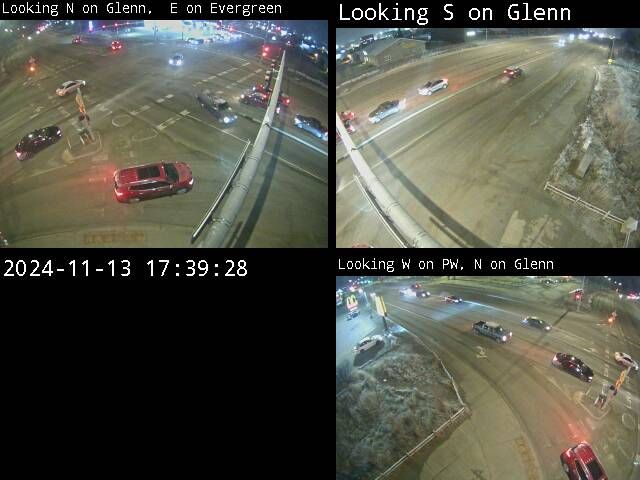 Looking N on Glenn,  E on Evergreen
Looking S on Glenn
2024-11-13 17:39:28
Looking W on PW, N on Glenn